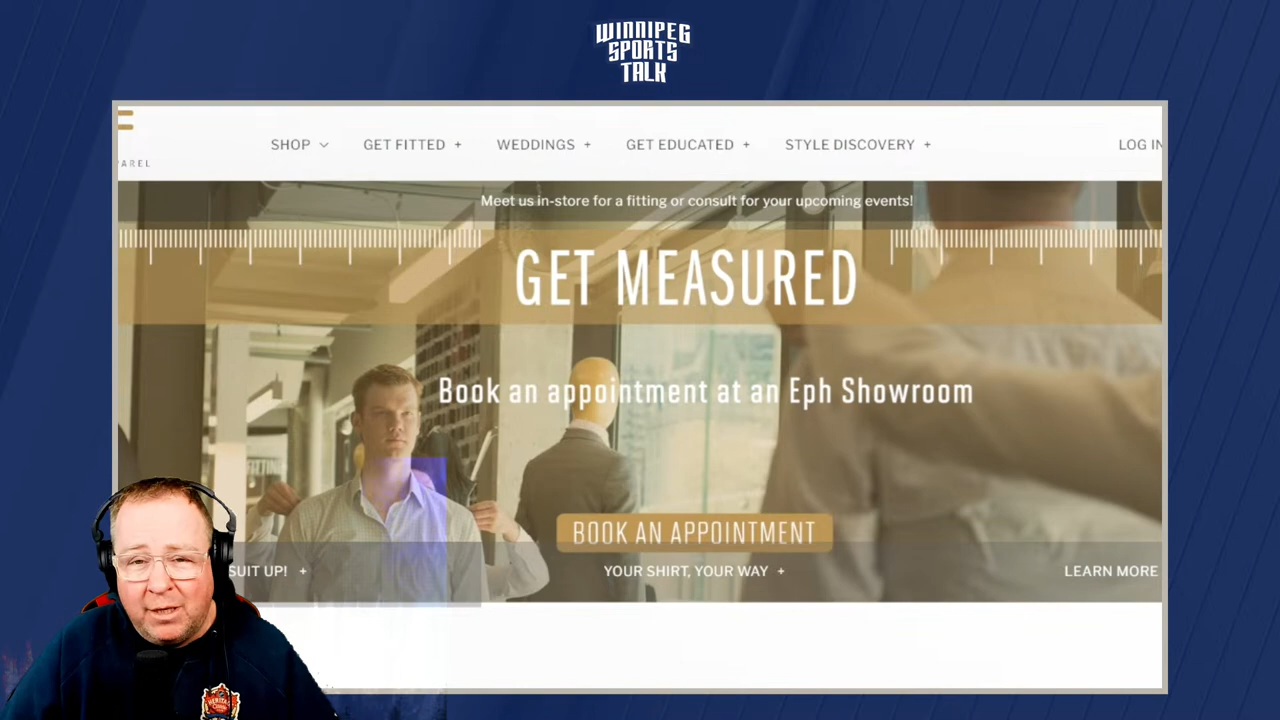 WINNIPEG
SPORTS
TALK
AREL
SHOP
GET FITTED +
WEDDINGS +
GET EDUCATED +
STYLE DISCOVERY +
LOG IN
Meet us in-store for a fitting or consult for your upcoming events!
GET MEASURED
Book an appointment at an Eph Showroom
BOOK AN APPOINTMENT
SUIT UP! +
YOUR SHIRT, YOUR WAY +
LEARN MORE
HERITAGE
CLASSIC